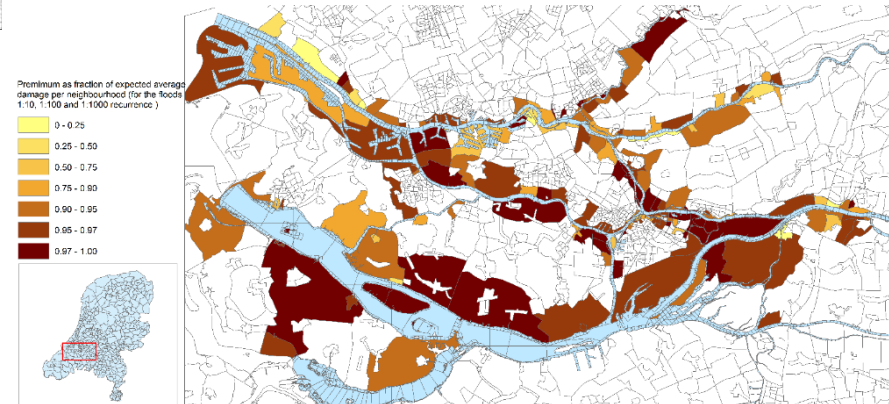 Premimum as fraction of expected average
damage per neighbourhood (for the floods
1:10, 1:100 and 1:1000 recurrence )
0 - 0.25
0.25 - 0.50
0.50 - 0.75
0.75 - 0.90
0.90 - 0.95
0.95 - 0.97
0.97 - 1.00